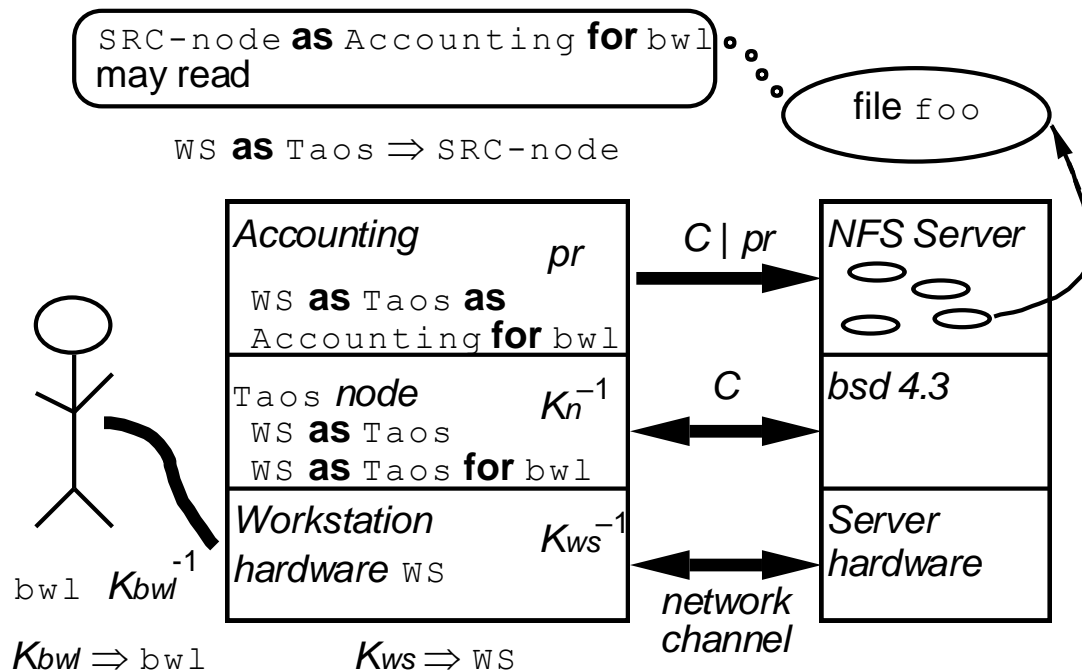 SRC-node as Accounting for bwl
may read
file foo
WS as Taos ⇒ SRC-node
Accounting
pr
WS as Taos as
Accounting for bwl
C | pr
NFS Server
Taos node
Kn⁻¹
WS as Taos
WS as Taos for bwl
C
bsd 4.3
Workstation
hardware WS
Kws⁻¹
network
channel
Server
hardware
bwl Kbwl⁻¹
Kbwl ⇒ bwl
Kws ⇒ WS